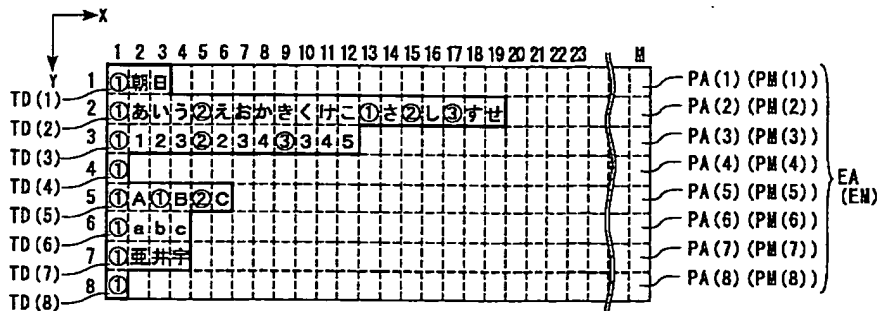 X
Y
1 2 3 4 5 6 7 8 9 10 11 12 13 14 15 16 17 18 19 20 21 22 23 M
1 ①朝日 PA(1)(PM(1))
TD(1)
2 ①あいう②えおかきくけこ①さ②し③すせ PA(2)(PM(2))
TD(2)
3 ①123②234③345 PA(3)(PM(3))
TD(3)
4 ① PA(4)(PM(4))
TD(4)
EA
(EM)
5 ①A①B②C PA(5)(PM(5))
TD(5)
6 ①abc PA(6)(PM(6))
TD(6)
7 ①亜井宇 PA(7)(PM(7))
TD(7)
8 ① PA(8)(PM(8))
TD(8)